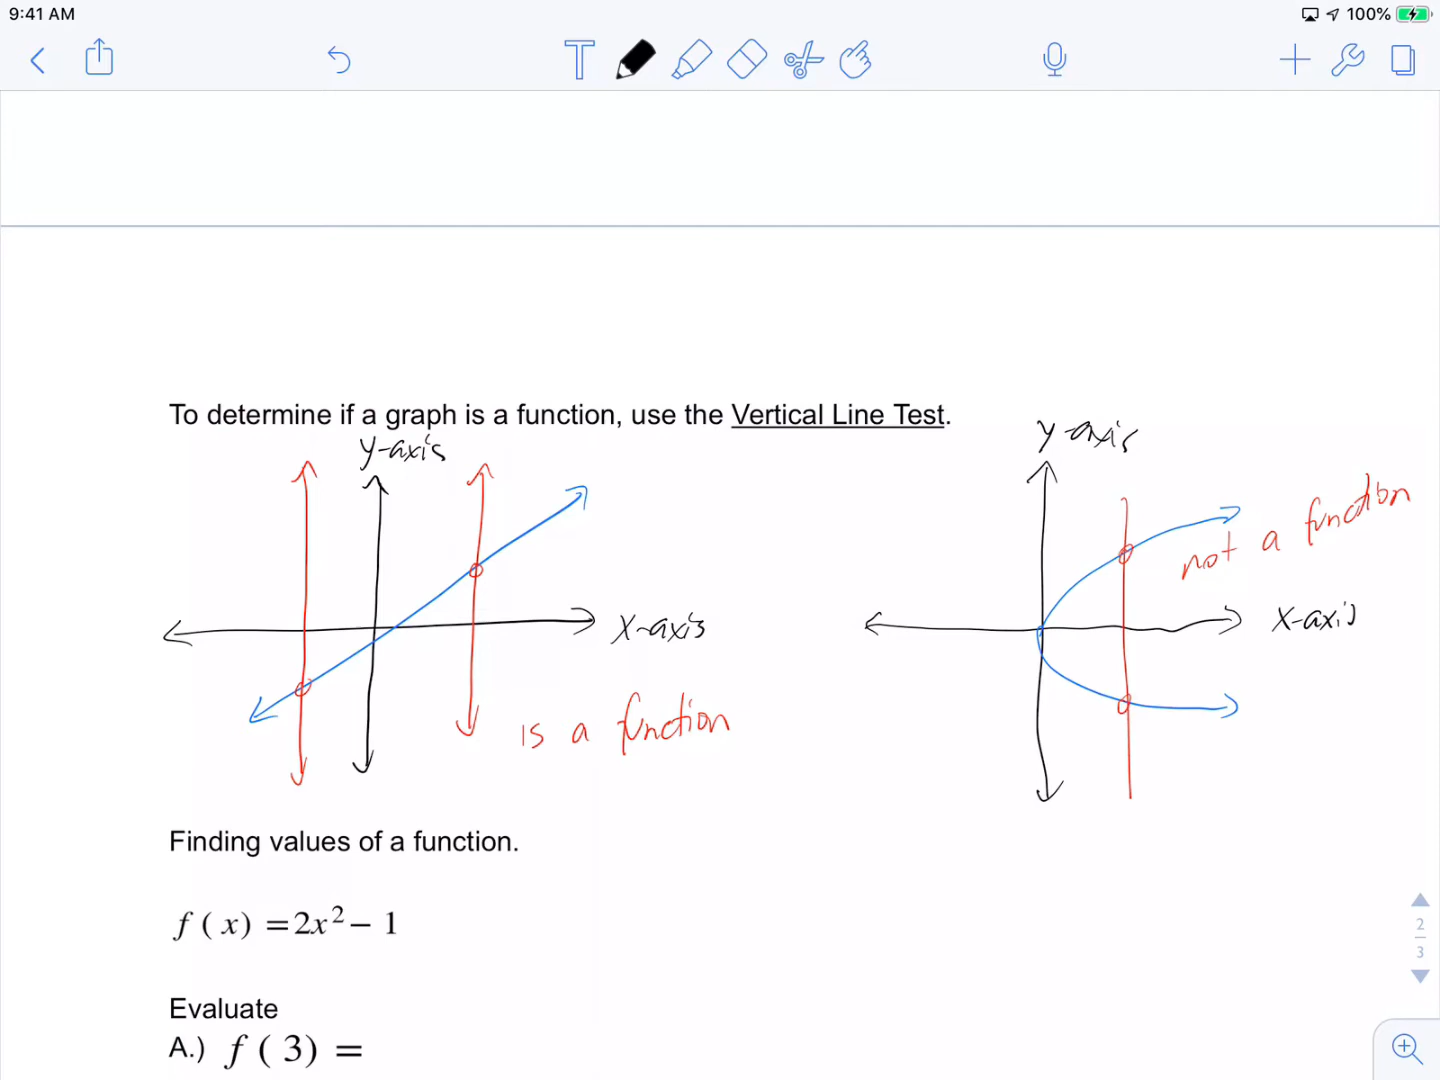 9:41 AM
100%
T
To determine if a graph is a function, use the Vertical Line Test.
y-axis
y-axis
not a function
x-axis
x-axis
is a function
Finding values of a function.
f ( x ) = 2x² – 1
2
3
Evaluate
A.) f ( 3 ) =